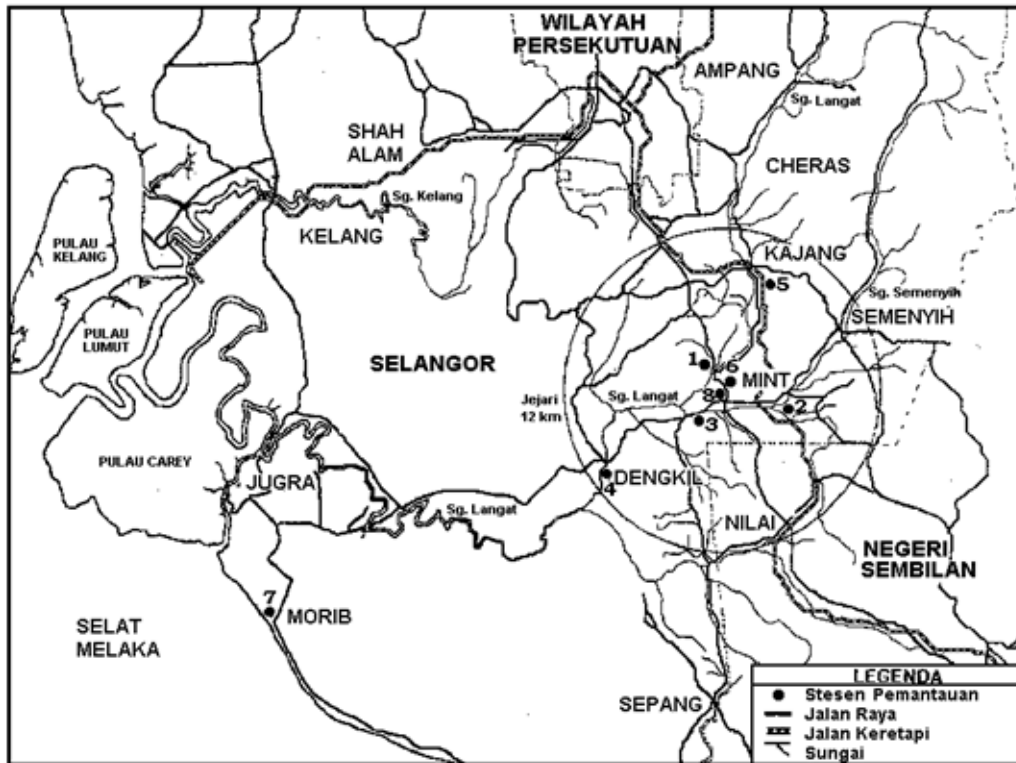 WILAYAH
PERSEKUTUAN
AMPANG
Sg. Langat
SHAH
ALAM
CHERAS
Sg. Kelang
KELANG
PULAU
KELANG
KAJANG
5
Sg. Semenyik
SEMENYIH
PULAU
LUMUT
SELANGOR
1
6
MINT
Jejari
12 km
Sg. Langat
8
2
3
PULAU CAREY
JUGRA
DENGKIL
4
Sg. Langat
NILAI
NEGERI
SEMBILAN
7
MORIB
SELAT
MELAKA
SEPANG
LEGENDA
Stesen Pemantauan
Jalan Raya
Jalan Keretapi
Sungai